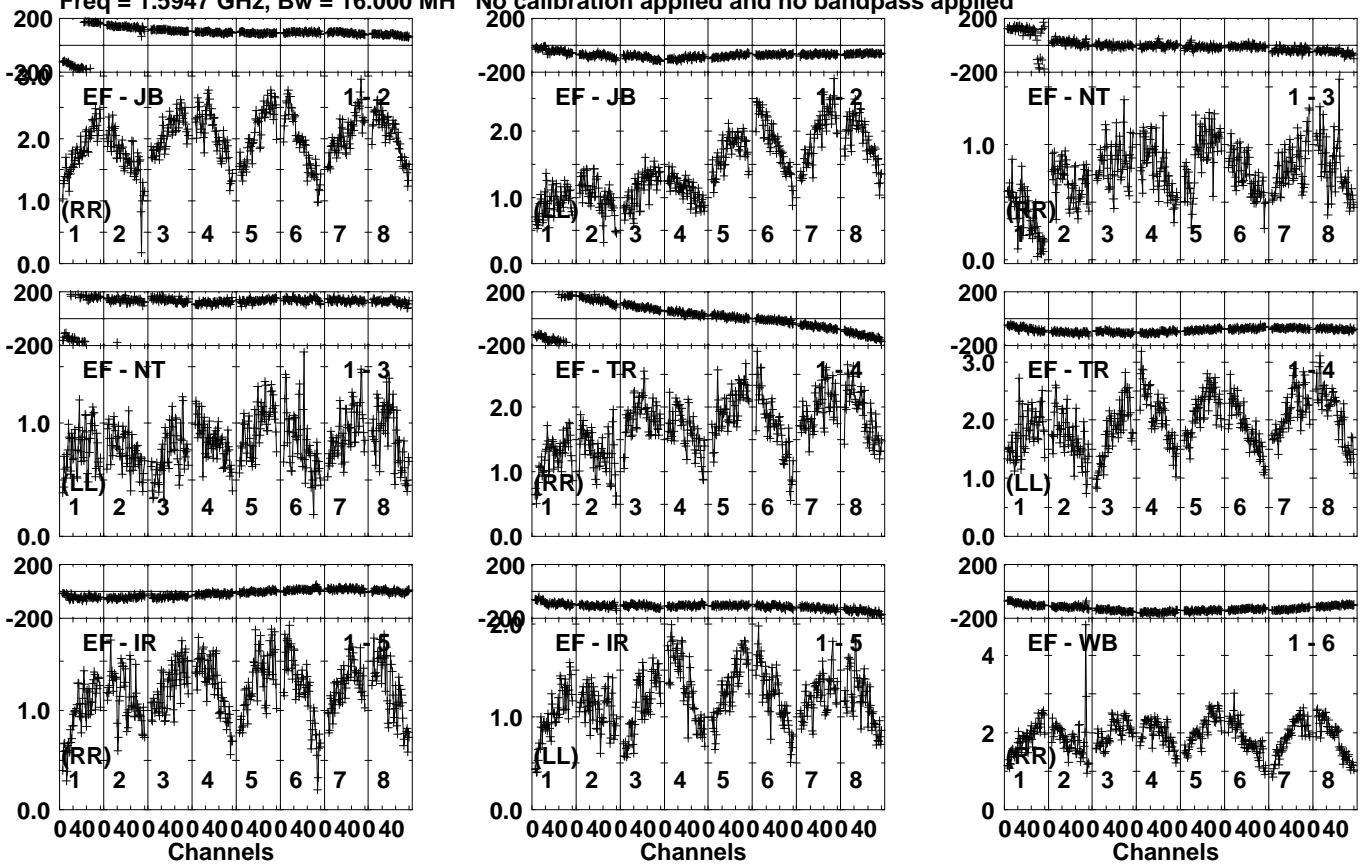 Freq = 1.5947 GHz, Bw = 16.000 MH No calibration applied and no bandpass applied
200 200 200
-200 -200 -200
3.0 EF - JB 1 - 2 EF - JB 1 - 2 EF - NT 1 - 3
2.0 2.0 1.0
1.0 1.0
(RR) (LL) (RR)
1 2 3 4 5 6 7 8 1 2 3 4 5 6 7 8 1 2 3 4 5 6 7 8
0.0 0.0 0.0
200 200 200
-200 -200 -200
EF - NT 1 - 3 EF - TR 1 - 4 3.0 EF - TR 1 - 4
1.0 2.0 2.0
1.0 1.0
(LL) (RR) (LL)
1 2 3 4 5 6 7 8 1 2 3 4 5 6 7 8 1 2 3 4 5 6 7 8
0.0 0.0 0.0
200 200 200
-200 -200 -200
EF - IR 1 - 5 2.0 EF - IR 1 - 5 EF - WB 1 - 6
4
1.0 1.0 2
(RR) (LL) (RR)
1 2 3 4 5 6 7 8 1 2 3 4 5 6 7 8 1 2 3 4 5 6 7 8
0.0 0.0 0
0 40 0 40 0 40 0 40 0 40 0 40 0 40 0 40 0 40 0 40 0 40 0 40 0 40 0 40 0 40 0 40 0 40 0 40 0 40 0 40 0 40 0 40 0 40 0 40
Channels Channels Channels